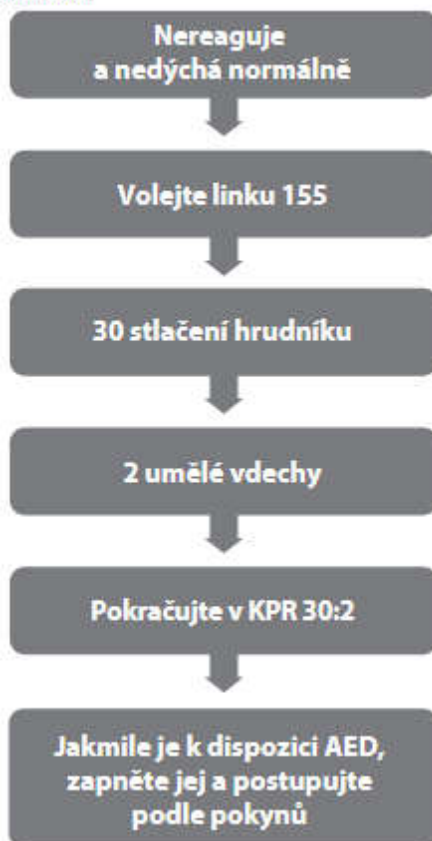 Nereaguje
a nedýchá normálně
Volejte linku 155
30 stlačení hrudníku
2 umělé vdechy
Pokračujte v KPR 30:2
Jakmile je k dispozici AED,
zapněte jej a postupujte
podle pokynů